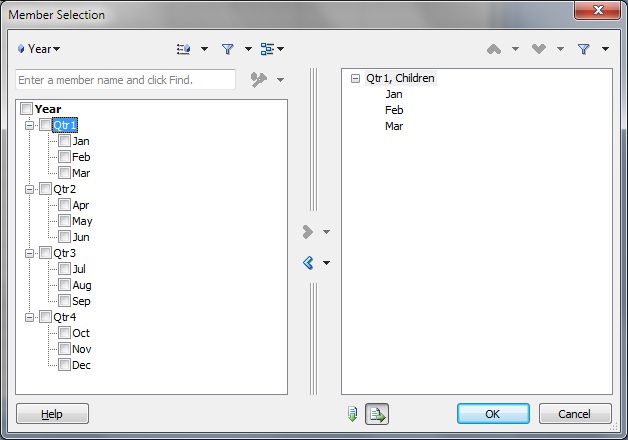 Member Selection
Year
Enter a member name and click Find.
Year
Qtr1
Jan
Feb
Mar
Qtr2
Apr
May
Jun
Qtr3
Jul
Aug
Sep
Qtr4
Oct
Nov
Dec
Qtr1, Children
Jan
Feb
Mar
Help
OK
Cancel